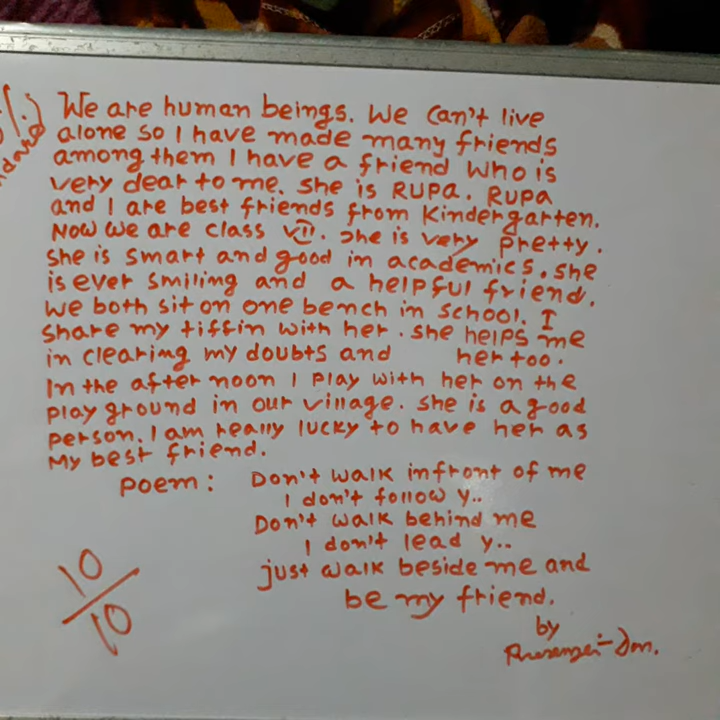 We are human beings. We can't live
alone so I have made many friends
among them I have a friend who is
very dear to me. She is RUPA. RUPA
and I are best friends from Kindergarten.
Now we are class VII. She is very pretty.
She is smart and good in academics. She
is ever smiling and a helpful friend.
We both sit on one bench in school. I
share my tiffin with her. She helps me
in clearing my doubts and her too.
In the after noon I play with her on the
play ground in our village. She is a good
person. I am really lucky to have her as
my best friend.
poem: Don't walk infront of me
I don't follow y..
Don't walk behind me
I don't lead y..
just walk beside me and
be my friend.
by
10/10